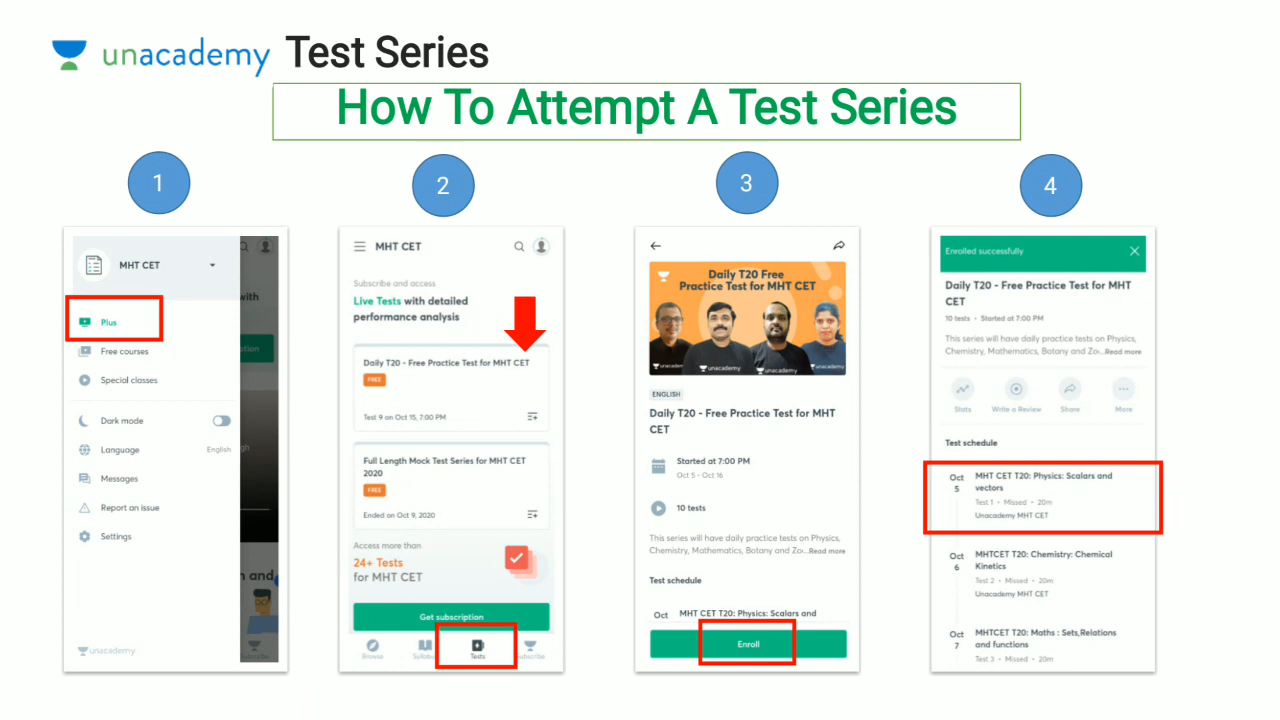 unacademy Test Series
How To Attempt A Test Series
1
2
3
4
MHT CET
with
Plus
Free courses
Special classes
Dark mode
Language
English
Messages
Report an issue
Settings
unacademy
MHT CET
Subscribe and access
Live Tests with detailed
performance analysis
Daily T20 - Free Practice Test for MHT CET
FREE
Test 9 on Oct 15, 7:00 PM
Full Length Mock Test Series for MHT CET
2020
FREE
Ended on Oct 9, 2020
Access more than
24+ Tests
for MHT CET
Get subscription
Browse
Tests
Daily T20 Free
Practice Test for MHT CET
unacademy
unacademy
ENGLISH
Daily T20 - Free Practice Test for MHT
CET
Started at 7:00 PM
Oct 5 - Oct 16
10 tests
This series will have daily practice tests on Physics,
Chemistry, Mathematics, Botany and Zo...Read more
Test schedule
Oct
MHT CET T20: Physics: Scalars and
Enroll
Enrolled successfully
Daily T20 - Free Practice Test for MHT
CET
10 tests • Started at 7:00 PM
This series will have daily practice tests on Physics,
Chemistry, Mathematics, Botany and Zo...Read more
Stats
Write a Review
Share
More
Test schedule
Oct
5
MHT CET T20: Physics: Scalars and
vectors
Test 1 • Missed • 20m
Unacademy MHT CET
Oct
6
MHTCET T20: Chemistry: Chemical
Kinetics
Test 2 • Missed • 20m
Unacademy MHT CET
Oct
7
MHTCET T20: Maths : Sets,Relations
and functions
Test 3 • Missed • 20m